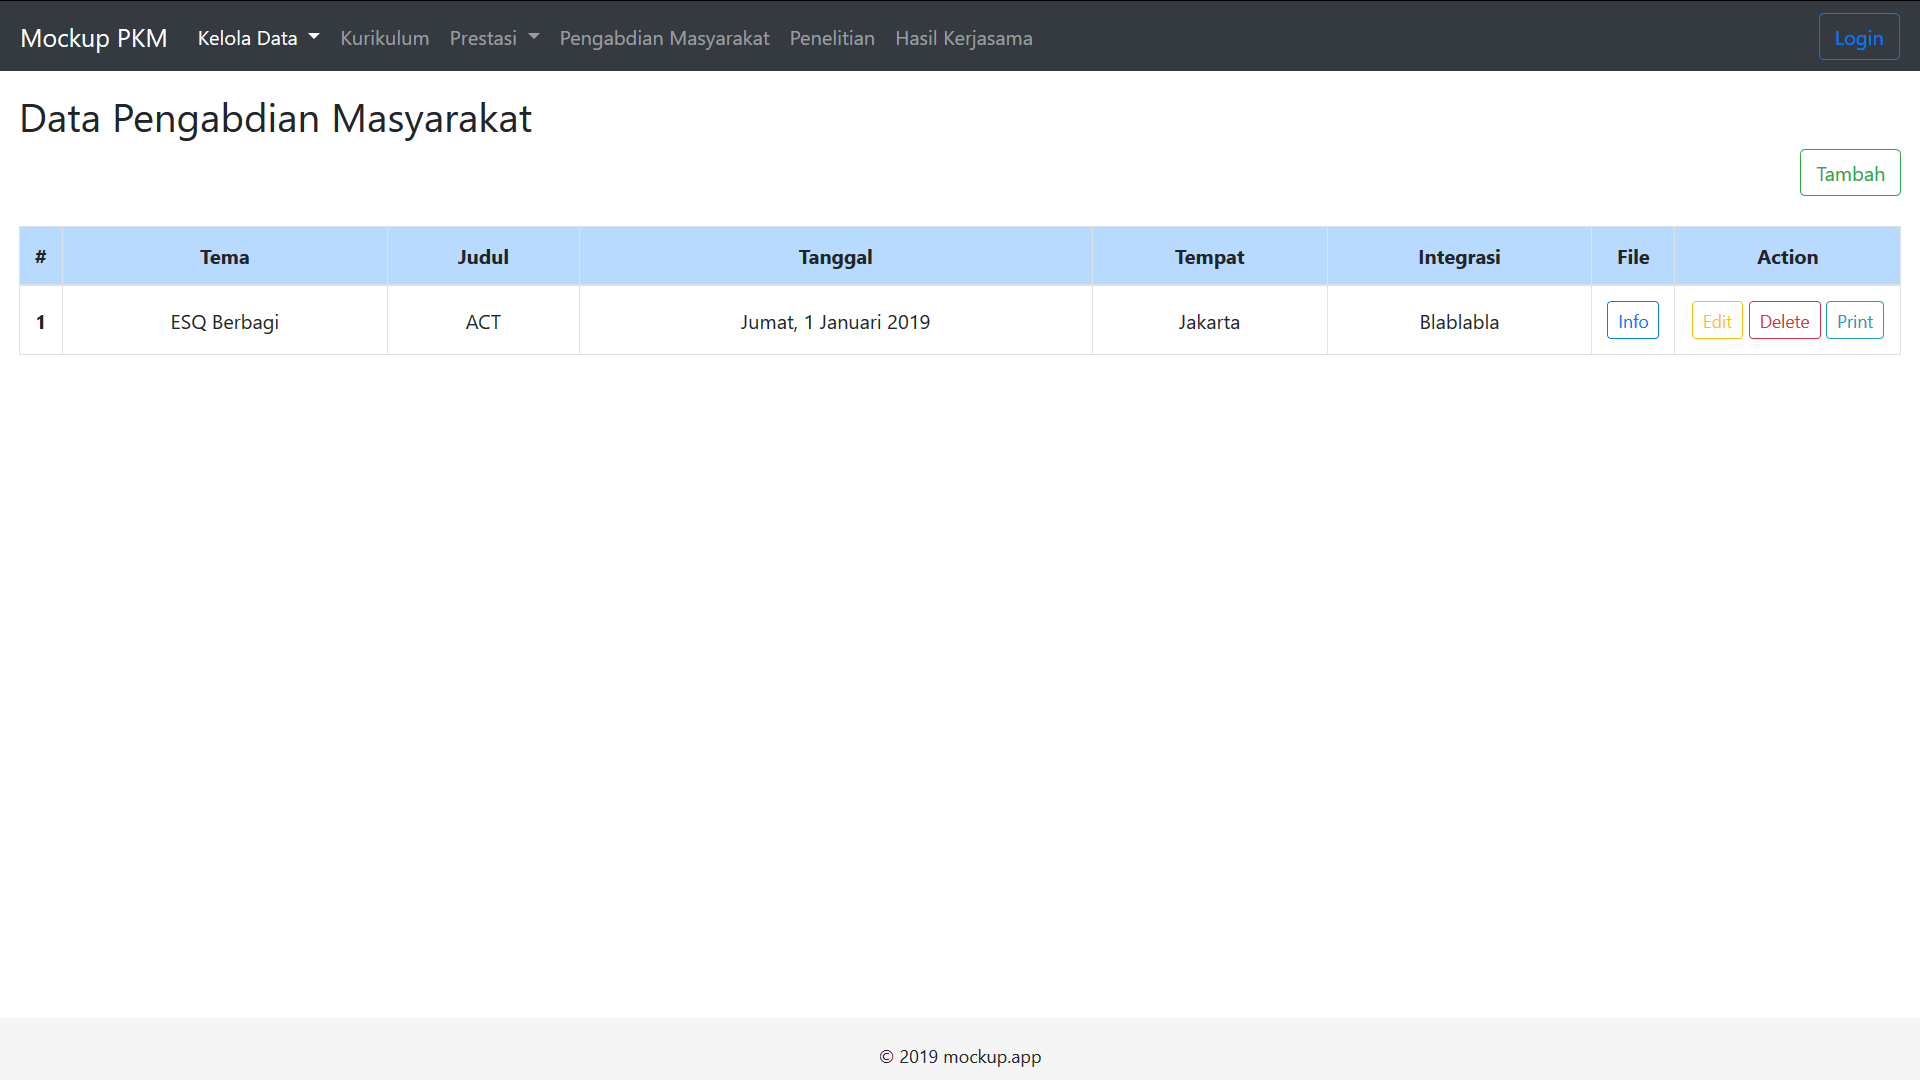 Mockup PKM Kelola Data Kurikulum Prestasi Pengabdian Masyarakat Penelitian Hasil Kerjasama Login
Data Pengabdian Masyarakat
Tambah
# Tema Judul Tanggal Tempat Integrasi File Action
1 ESQ Berbagi ACT Jumat, 1 Januari 2019 Jakarta Blablabla Info Edit Delete Print
© 2019 mockup.app